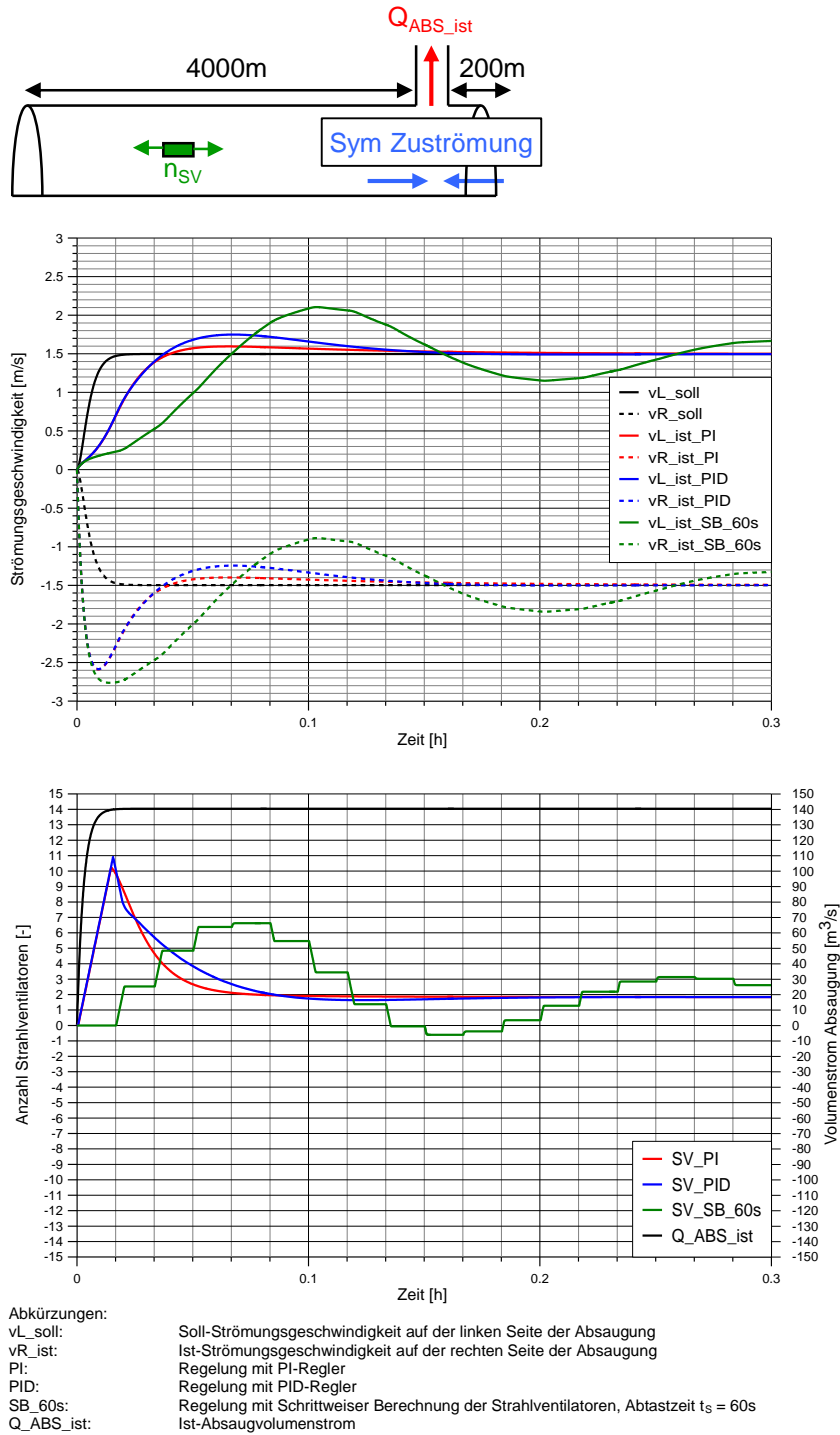 Q_ABS_ist
4000m
200m
Sym Zuströmung
n_SV
3
2.5
2
1.5
1
0.5
0
-0.5
-1
-1.5
-2
-2.5
-3
Strömungsgeschwindigkeit [m/s]
vL_soll
vR_soll
vL_ist_PI
vR_ist_PI
vL_ist_PID
vR_ist_PID
vL_ist_SB_60s
vR_ist_SB_60s
0 0.1 0.2 0.3
Zeit [h]
15 150
14 140
13 130
12 120
11 110
10 100
9 90
8 80
7 70
6 60
5 50
4 40
3 30
2 20
1 10
0 0
-1 -10
-2 -20
-3 -30
-4 -40
-5 -50
-6 -60
-7 -70
-8 -80
-9 -90
-10 -100
-11 -110
-12 -120
-13 -130
-14 -140
-15 -150
Anzahl Strahlventilatoren [-]
Volumenstrom Absaugung [m³/s]
SV_PI
SV_PID
SV_SB_60s
Q_ABS_ist
0 0.1 0.2 0.3
Zeit [h]
Abkürzungen:
vL_soll: Soll-Strömungsgeschwindigkeit auf der linken Seite der Absaugung
vR_ist: Ist-Strömungsgeschwindigkeit auf der rechten Seite der Absaugung
PI: Regelung mit PI-Regler
PID: Regelung mit PID-Regler
SB_60s: Regelung mit Schrittweiser Berechnung der Strahlventilatoren, Abtastzeit t_S = 60s
Q_ABS_ist: Ist-Absaugvolumenstrom